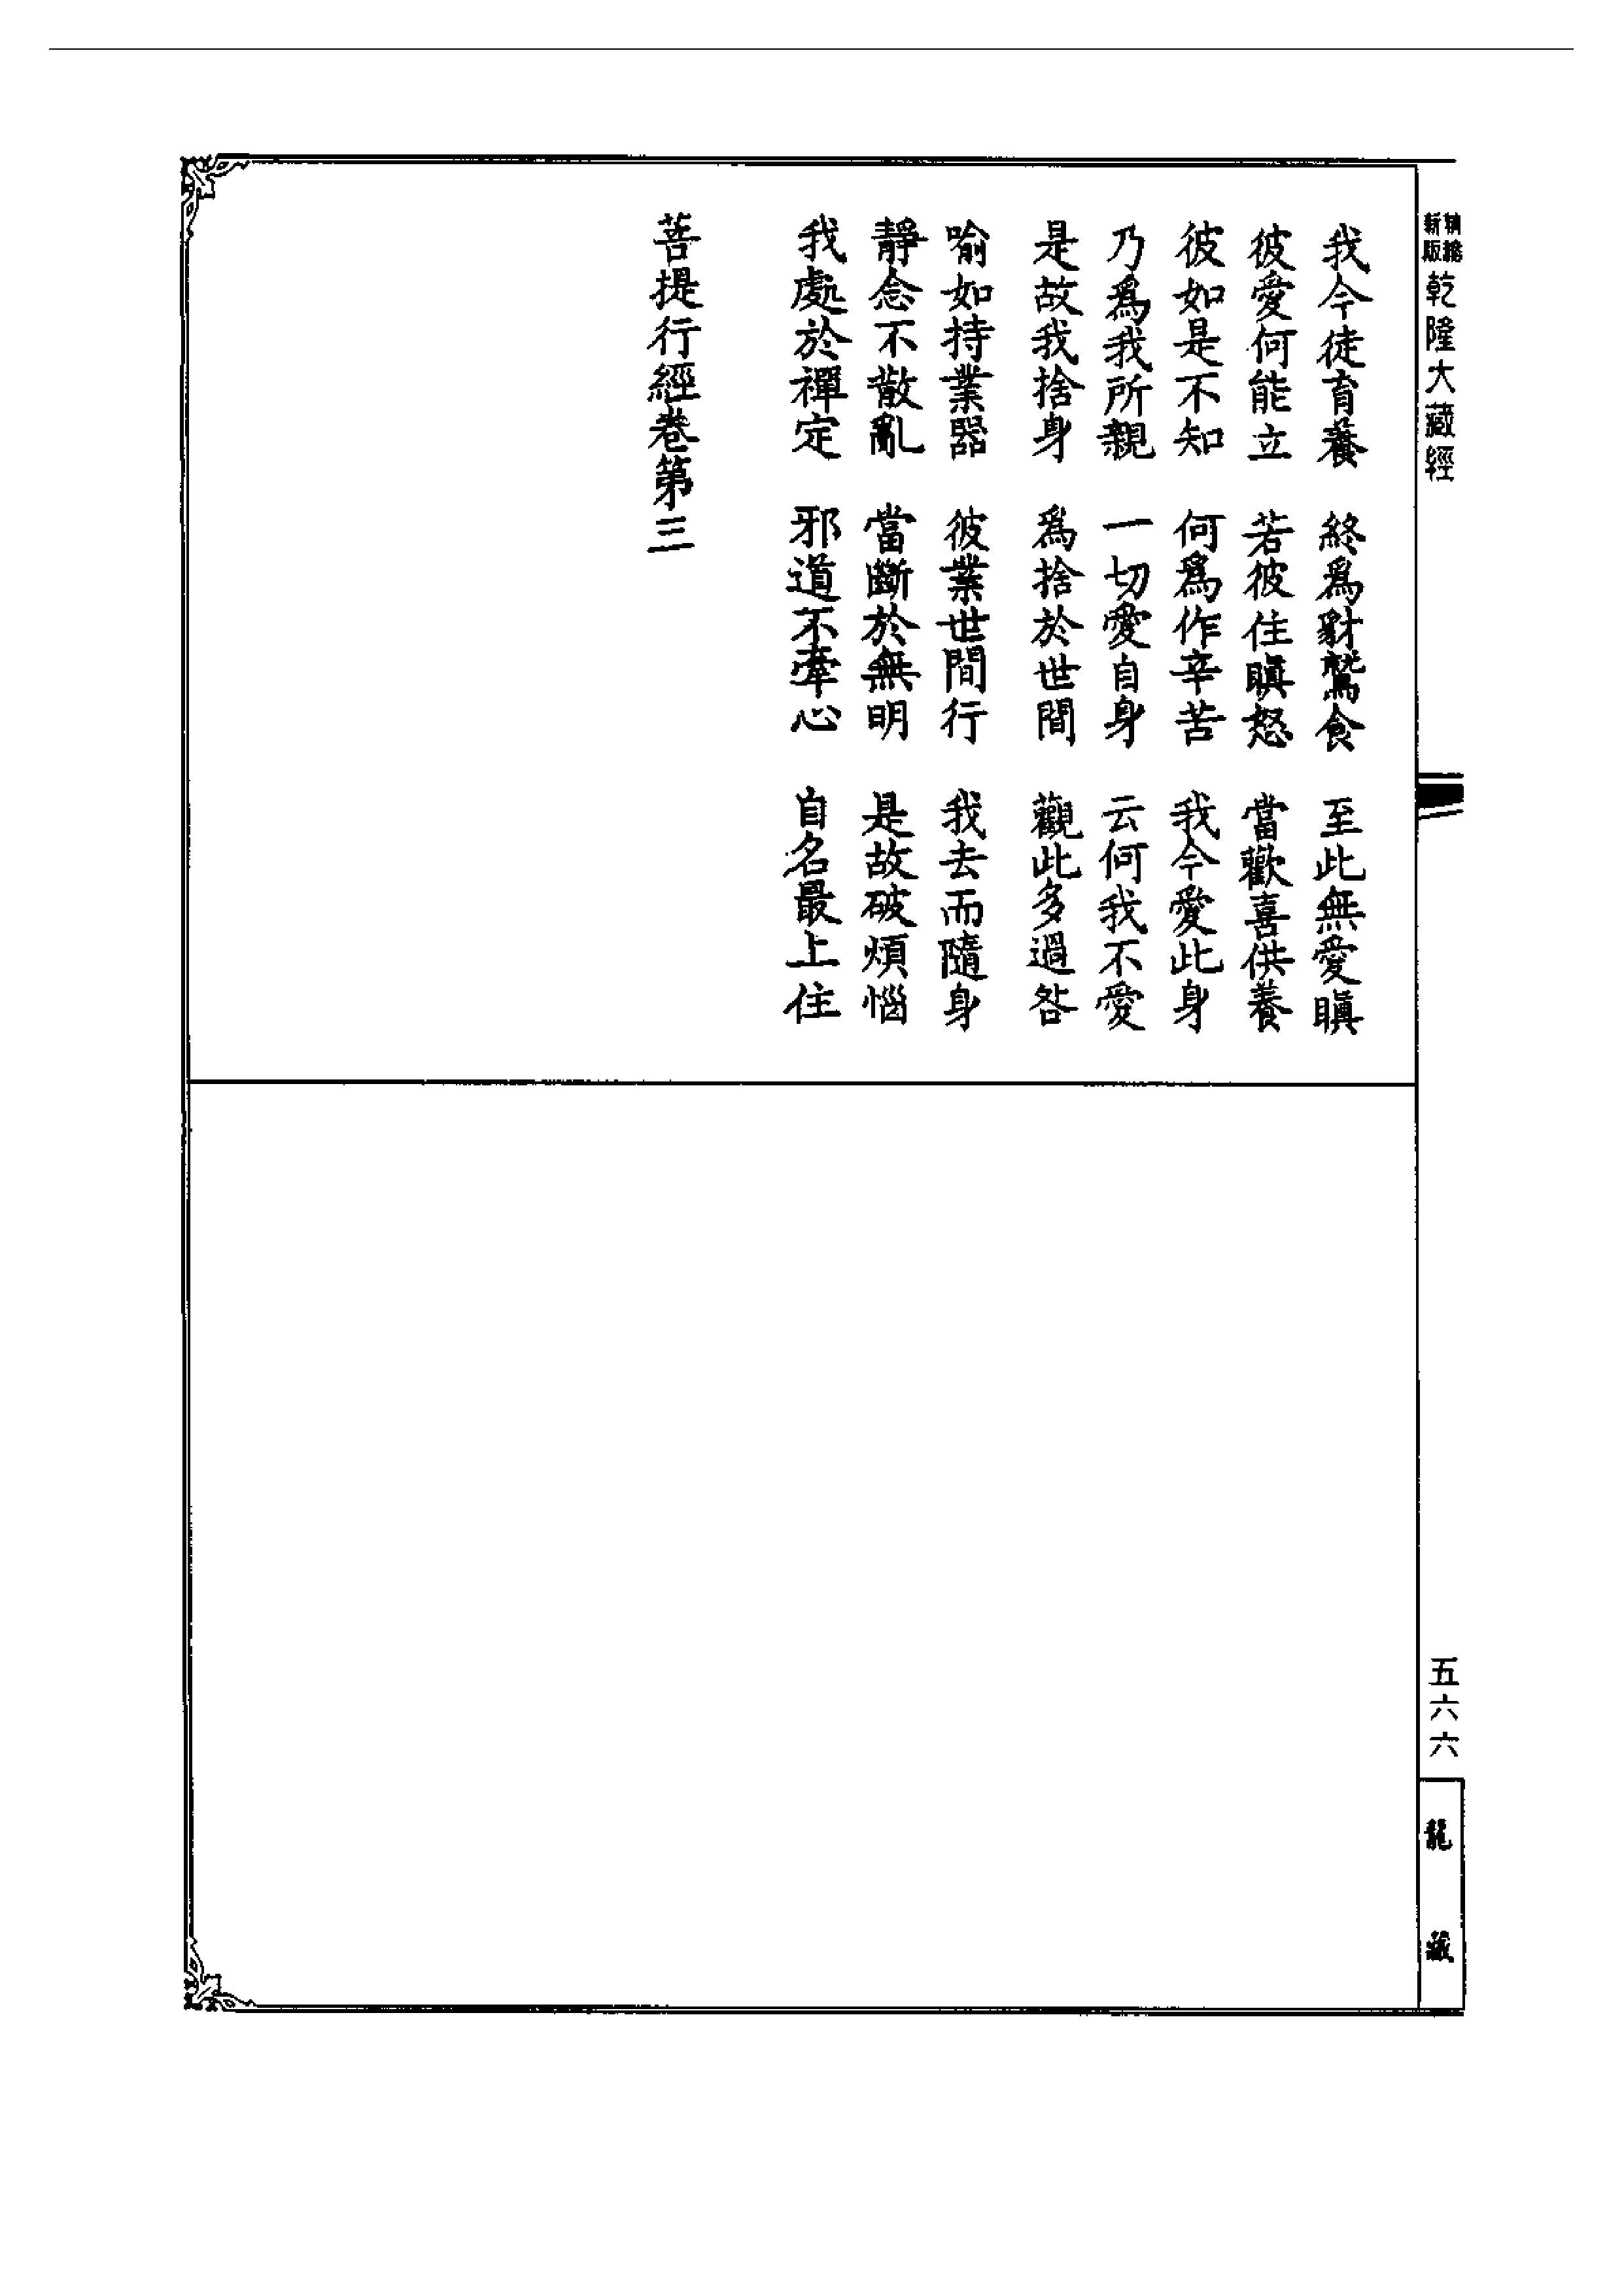 新版 精縮 乾隆大藏經
我今徒育養 終爲豺鷲食 至此無愛瞋
彼愛何能立 若彼住瞋怒 當歡喜供養
彼如是不知 何爲作辛苦 我今愛此身
乃爲我所親 一切愛自身 云何我不愛
是故我捨身 爲捨於世間 觀此多過咎
喻如持業器 彼業世間行 我去而隨身
靜念不散亂 當斷於無明 是故破煩惱
我處於禪定 邪道不牽心 自名最上住
菩提行經卷第三
五六六
龍藏